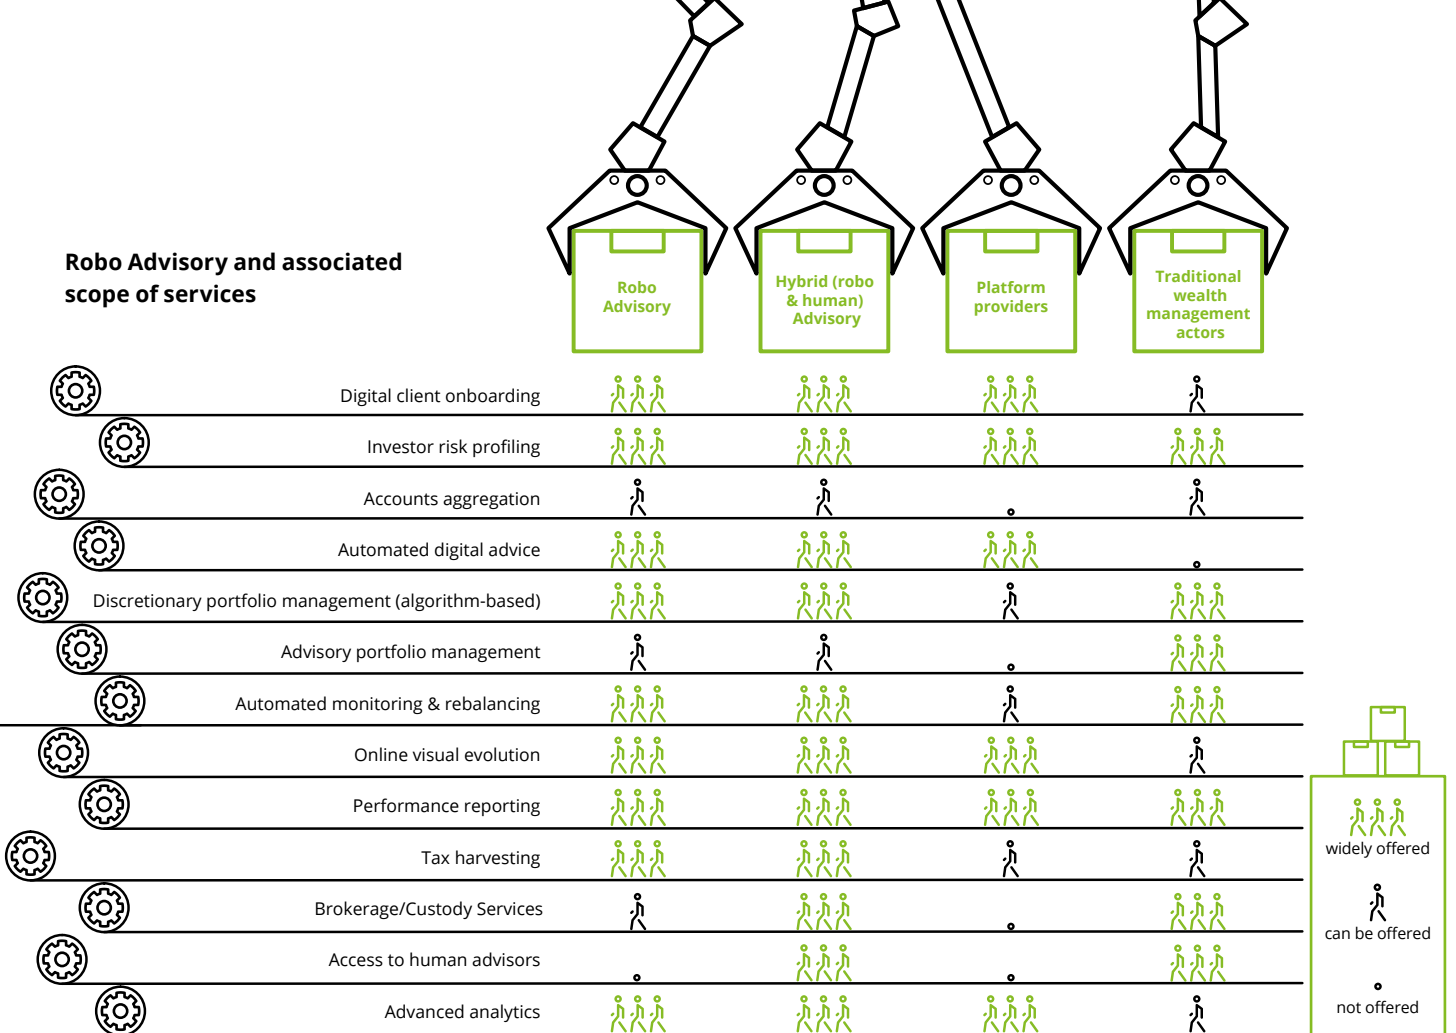 Robo Advisory and associated
scope of services
Robo
Advisory
Hybrid (robo
& human)
Advisory
Platform
providers
Traditional
wealth
management
actors
Digital client onboarding
Investor risk profiling
Accounts aggregation
Automated digital advice
Discretionary portfolio management (algorithm-based)
Advisory portfolio management
Automated monitoring & rebalancing
Online visual evolution
Performance reporting
Tax harvesting
Brokerage/Custody Services
Access to human advisors
Advanced analytics
widely offered
can be offered
not offered